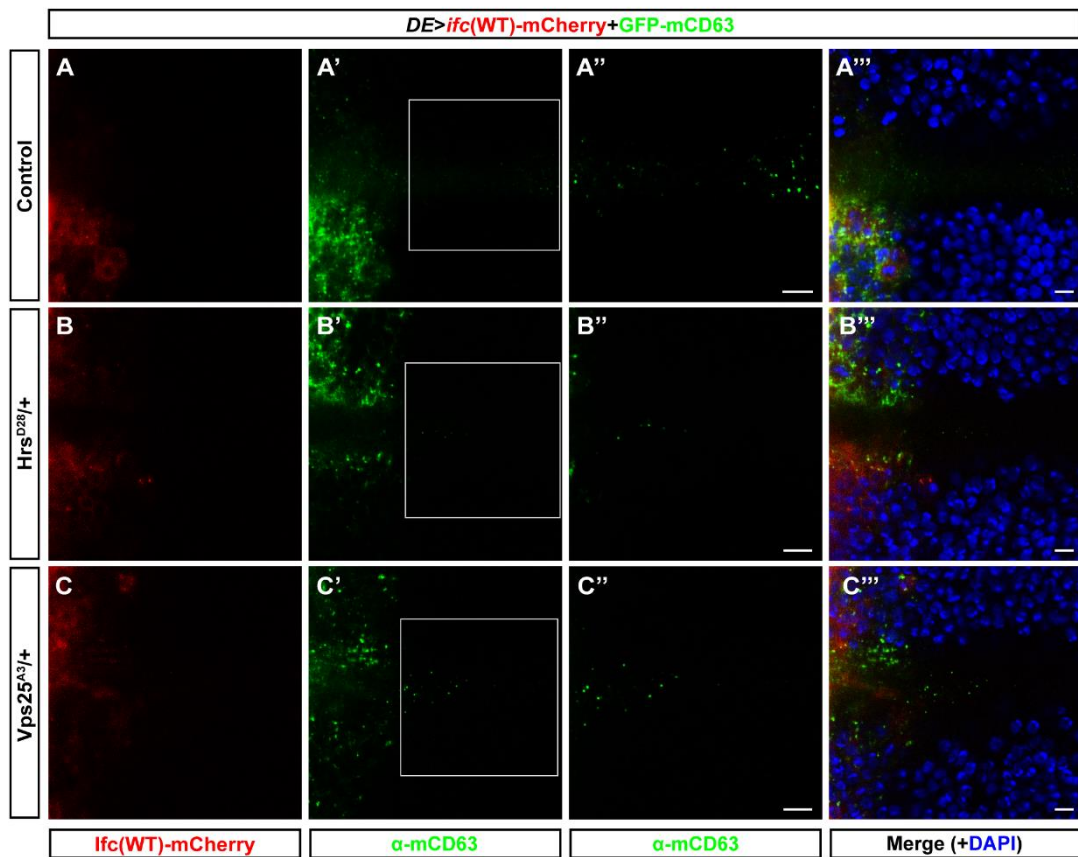 DE>ifc(WT)-mCherry+GFP-mCD63
Control
A
A'
A''
A'''
Hrs^D28/+
B
B'
B''
B'''
Vps25^A3/+
C
C'
C''
C'''
Ifc(WT)-mCherry
α-mCD63
α-mCD63
Merge (+DAPI)